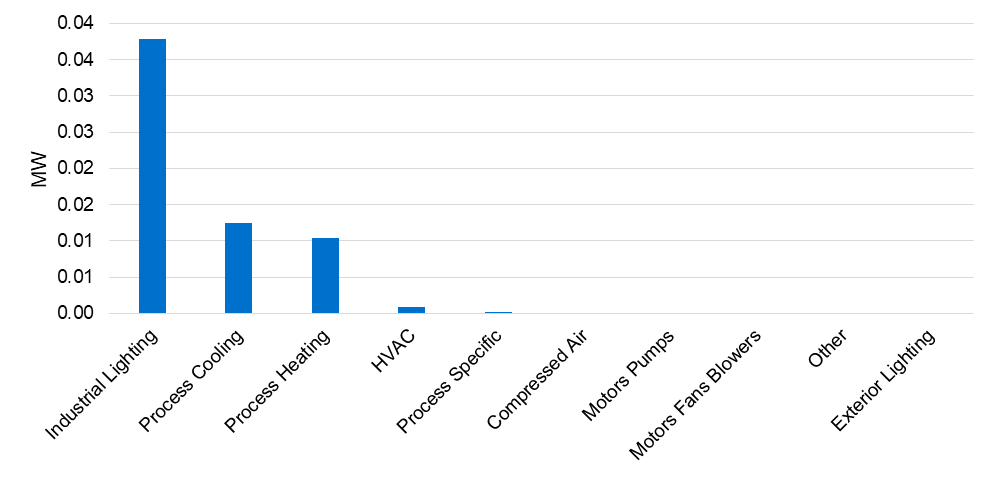 0.04
0.04
0.03
0.03
0.02
0.02
0.01
0.01
0.00
MW
Industrial Lighting
Process Cooling
Process Heating
HVAC
Process Specific
Compressed Air
Motors Pumps
Motors Fans Blowers
Other
Exterior Lighting